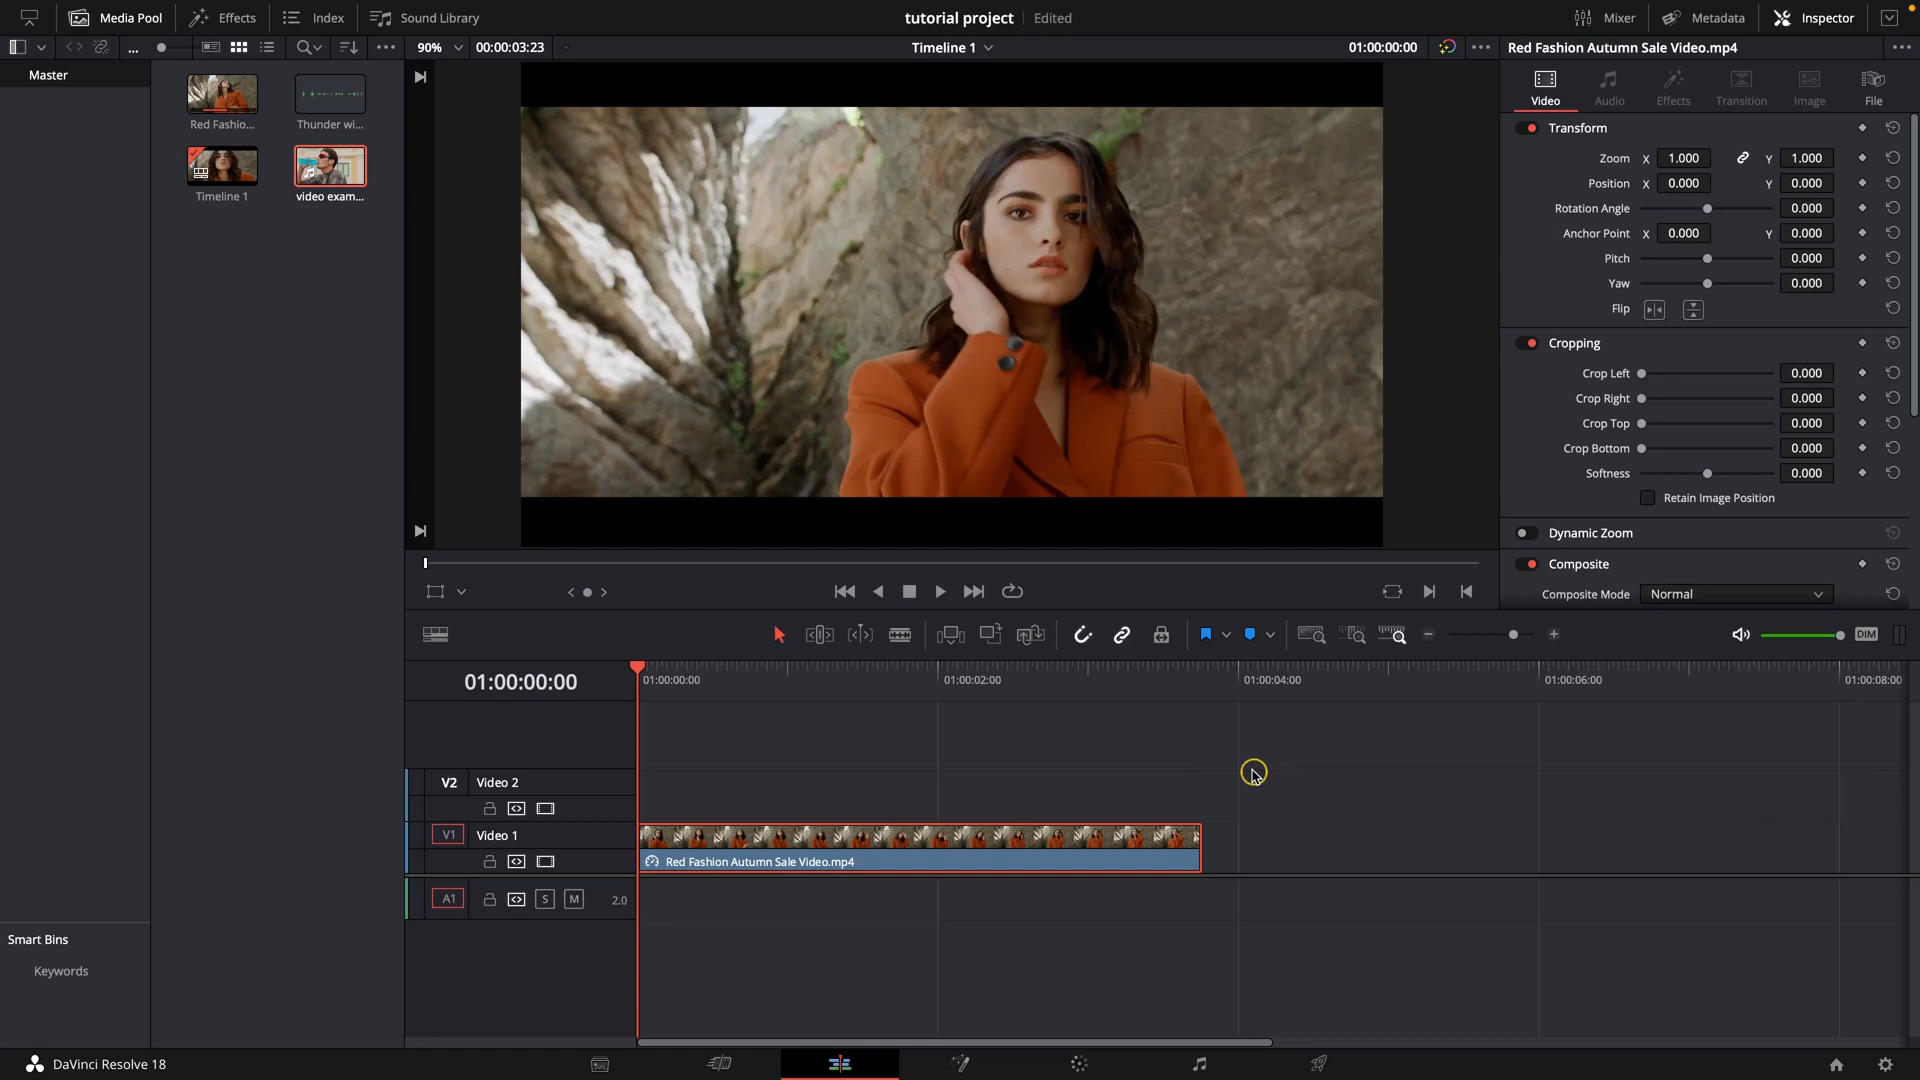 Media Pool
Effects
Index
Sound Library
tutorial project
Edited
Mixer
Metadata
Inspector
90%
00:00:03:23
Timeline 1
01:00:00:00
Red Fashion Autumn Sale Video.mp4
Master
Red Fashio...
Thunder wi...
Timeline 1
video exam...
Video
Audio
Effects
Transition
Image
File
Transform
Zoom X 1.000 Y 1.000
Position X 0.000 Y 0.000
Rotation Angle 0.000
Anchor Point X 0.000 Y 0.000
Pitch 0.000
Yaw 0.000
Flip
Cropping
Crop Left 0.000
Crop Right 0.000
Crop Top 0.000
Crop Bottom 0.000
Softness 0.000
Retain Image Position
Dynamic Zoom
Composite
Composite Mode Normal
DIM
01:00:00:00
01:00:00:00
01:00:02:00
01:00:04:00
01:00:06:00
01:00:08:00
V2 Video 2
V1 Video 1
Red Fashion Autumn Sale Video.mp4
A1 S M 2.0
Smart Bins
Keywords
DaVinci Resolve 18